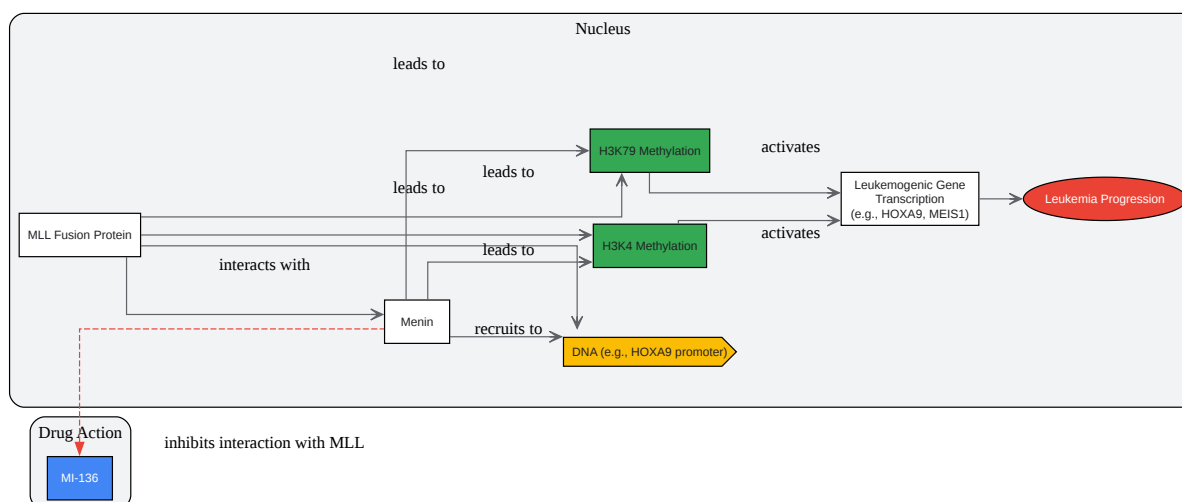 Nucleus
leads to
H3K79 Methylation
activates
leads to
leads to
Leukemogenic Gene
Transcription
(e.g., HOXA9, MEIS1)
Leukemia Progression
MLL Fusion Protein
H3K4 Methylation
activates
leads to
interacts with
Menin
recruits to
DNA (e.g., HOXA9 promoter)
Drug Action
inhibits interaction with MLL
MI-136